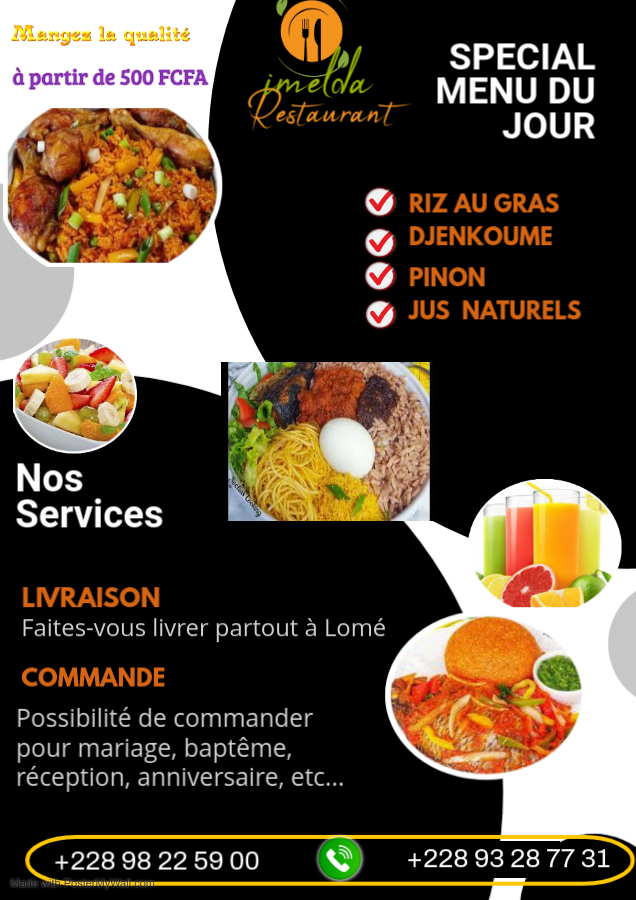 Mangez la qualité
à partir de 500 FCFA
imelda
Restaurant
SPECIAL
MENU DU
JOUR
RIZ AU GRAS
DJENKOUME
PINON
JUS NATURELS
Nos
Services
LIVRAISON
Faites-vous livrer partout à Lomé
COMMANDE
Possibilité de commander
pour mariage, baptême,
réception, anniversaire, etc...
+228 98 22 59 00
+228 93 28 77 31
Made with PosterMyWall.com